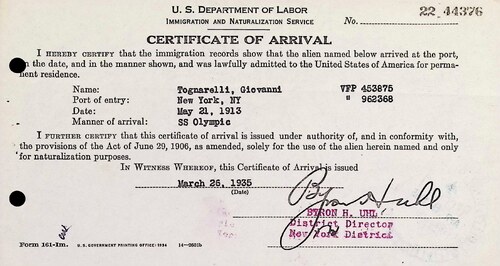 U. S. DEPARTMENT OF LABOR
IMMIGRATION AND NATURALIZATION SERVICE
No. 22 44376
CERTIFICATE OF ARRIVAL
I HEREBY CERTIFY that the immigration records show that the alien named below arrived at the port,
on the date, and in the manner shown, and was lawfully admitted to the United States of America for perma-
nent residence.
Name: Tognarelli, Giovanni VFP 453875
Port of entry: New York, NY " 962368
Date: May 21, 1913
Manner of arrival: SS Olympic
I FURTHER CERTIFY that this certificate of arrival is issued under authority of, and in conformity with,
the provisions of the Act of June 29, 1906, as amended, solely for the use of the alien herein named and only
for naturalization purposes.
IN WITNESS WHEREOF, this Certificate of Arrival is issued
March 26, 1935
(Date)
Byron H. Uhl
BYRON H. UHL
District Director
New York District
Form 161-Im.
U. S. GOVERNMENT PRINTING OFFICE: 1934